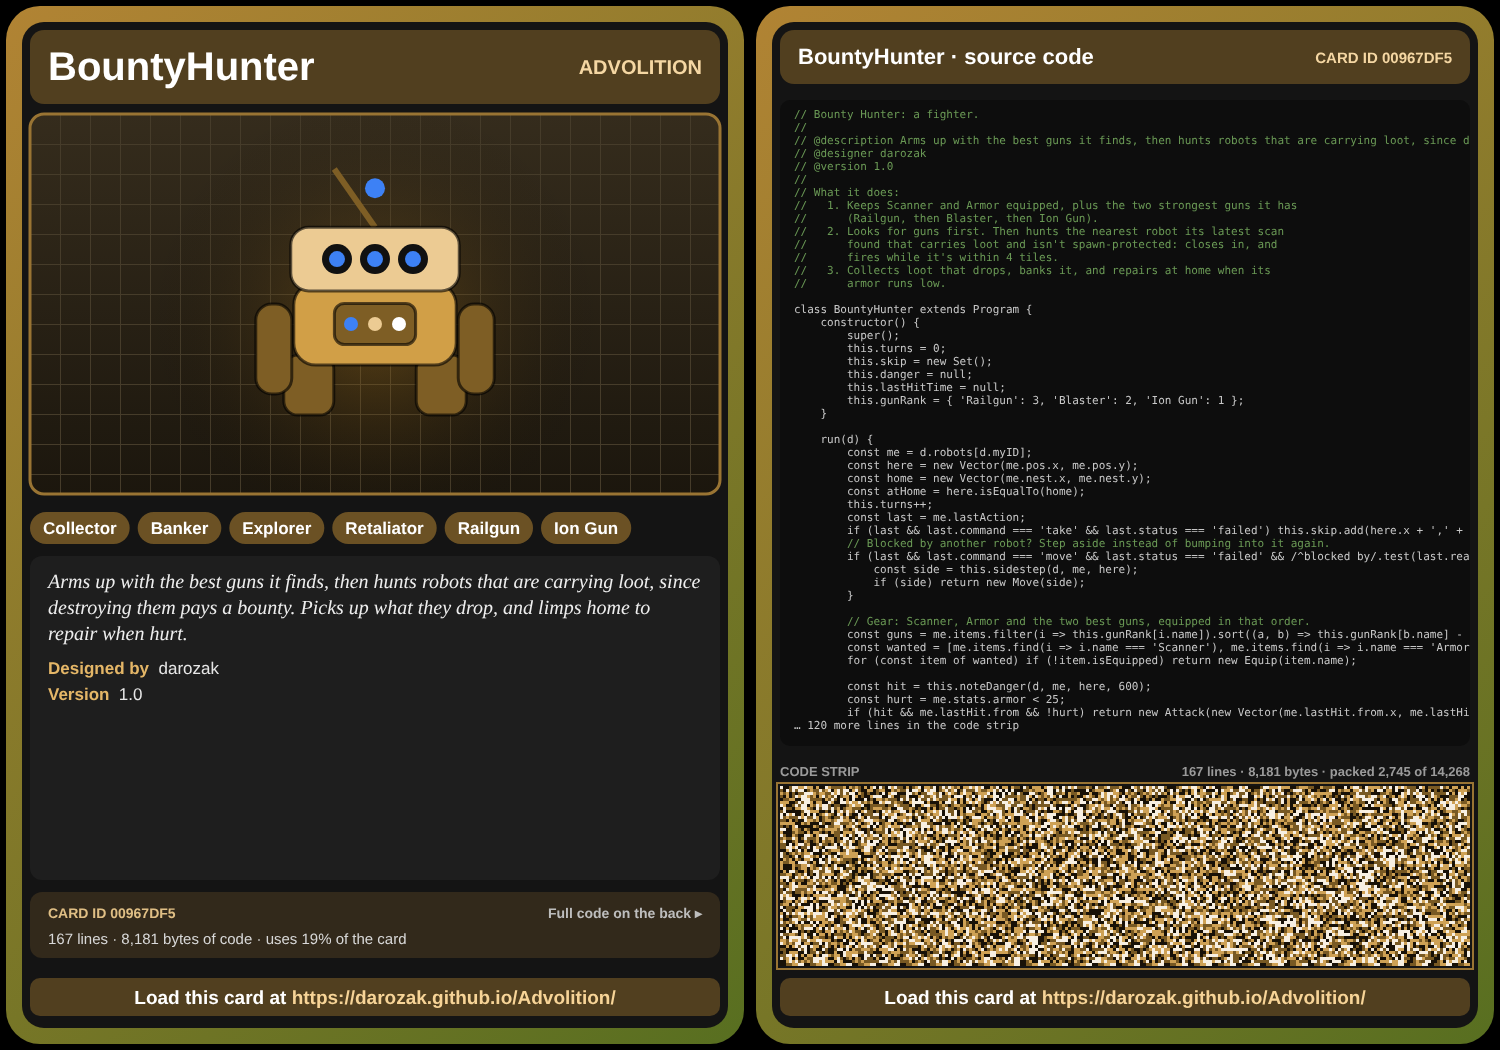 BountyHunter
ADVOLITION
Collector
Banker
Explorer
Retaliator
Railgun
Ion Gun
Arms up with the best guns it finds, then hunts robots that are carrying loot, since
destroying them pays a bounty. Picks up what they drop, and limps home to
repair when hurt.
Designed by darozak
Version 1.0
CARD ID 00967DF5
Full code on the back ▸
167 lines · 8,181 bytes of code · uses 19% of the card
Load this card at https://darozak.github.io/Advolition/
BountyHunter · source code
CARD ID 00967DF5
// Bounty Hunter: a fighter.
//
// @description Arms up with the best guns it finds, then hunts robots that are carrying loot, since d
// @designer darozak
// @version 1.0
//
// What it does:
//   1. Keeps Scanner and Armor equipped, plus the two strongest guns it has
//      (Railgun, then Blaster, then Ion Gun).
//   2. Looks for guns first. Then hunts the nearest robot its latest scan
//      found that carries loot and isn't spawn-protected: closes in, and
//      fires while it's within 4 tiles.
//   3. Collects loot that drops, banks it, and repairs at home when its
//      armor runs low.
class BountyHunter extends Program {
    constructor() {
        super();
        this.turns = 0;
        this.skip = new Set();
        this.danger = null;
        this.lastHitTime = null;
        this.gunRank = { 'Railgun': 3, 'Blaster': 2, 'Ion Gun': 1 };
    }
    run(d) {
        const me = d.robots[d.myID];
        const here = new Vector(me.pos.x, me.pos.y);
        const home = new Vector(me.nest.x, me.nest.y);
        const atHome = here.isEqualTo(home);
        this.turns++;
        const last = me.lastAction;
        if (last && last.command === 'take' && last.status === 'failed') this.skip.add(here.x + ',' +
        // Blocked by another robot? Step aside instead of bumping into it again.
        if (last && last.command === 'move' && last.status === 'failed' && /^blocked by/.test(last.rea
            const side = this.sidestep(d, me, here);
            if (side) return new Move(side);
        }
        // Gear: Scanner, Armor and the two best guns, equipped in that order.
        const guns = me.items.filter(i => this.gunRank[i.name]).sort((a, b) => this.gunRank[b.name] -
        const wanted = [me.items.find(i => i.name === 'Scanner'), me.items.find(i => i.name === 'Armor
        for (const item of wanted) if (!item.isEquipped) return new Equip(item.name);
        const hit = this.noteDanger(d, me, here, 600);
        const hurt = me.stats.armor < 25;
        if (hit && me.lastHit.from && !hurt) return new Attack(new Vector(me.lastHit.from.x, me.lastHi
… 120 more lines in the code strip
CODE STRIP
167 lines · 8,181 bytes · packed 2,745 of 14,268
Load this card at https://darozak.github.io/Advolition/